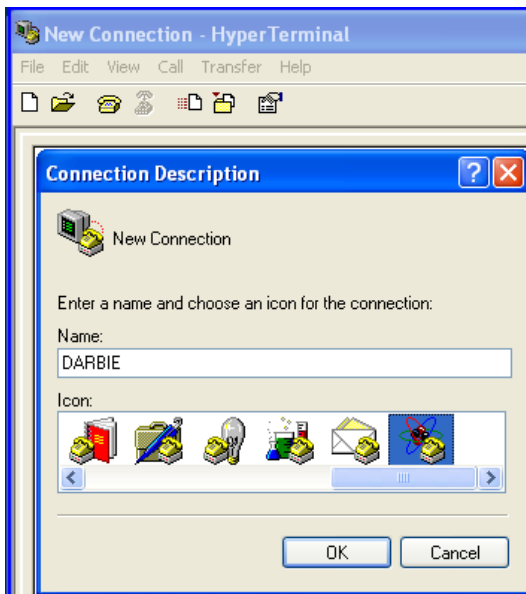 New Connection - HyperTerminal
File Edit View Call Transfer Help
Connection Description
New Connection
Enter a name and choose an icon for the connection:
Name:
DARBIE
Icon:
OK Cancel